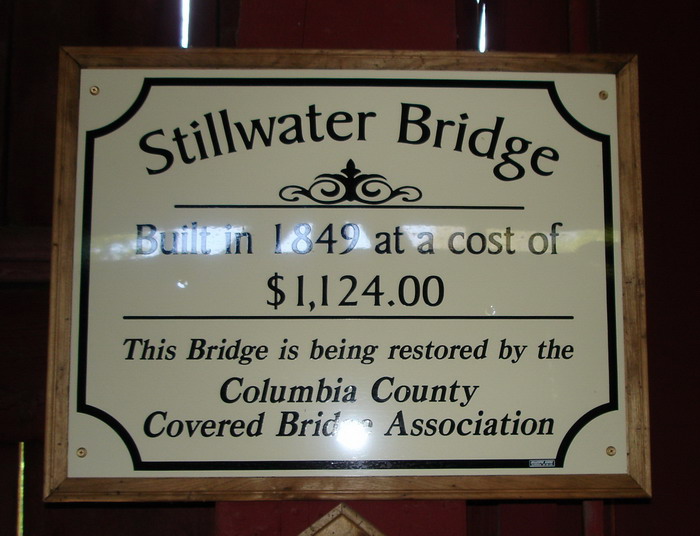 Stillwater Bridge
Built in 1849 at a cost of
$1,124.00
This Bridge is being restored by the
Columbia County
Covered Bridge Association